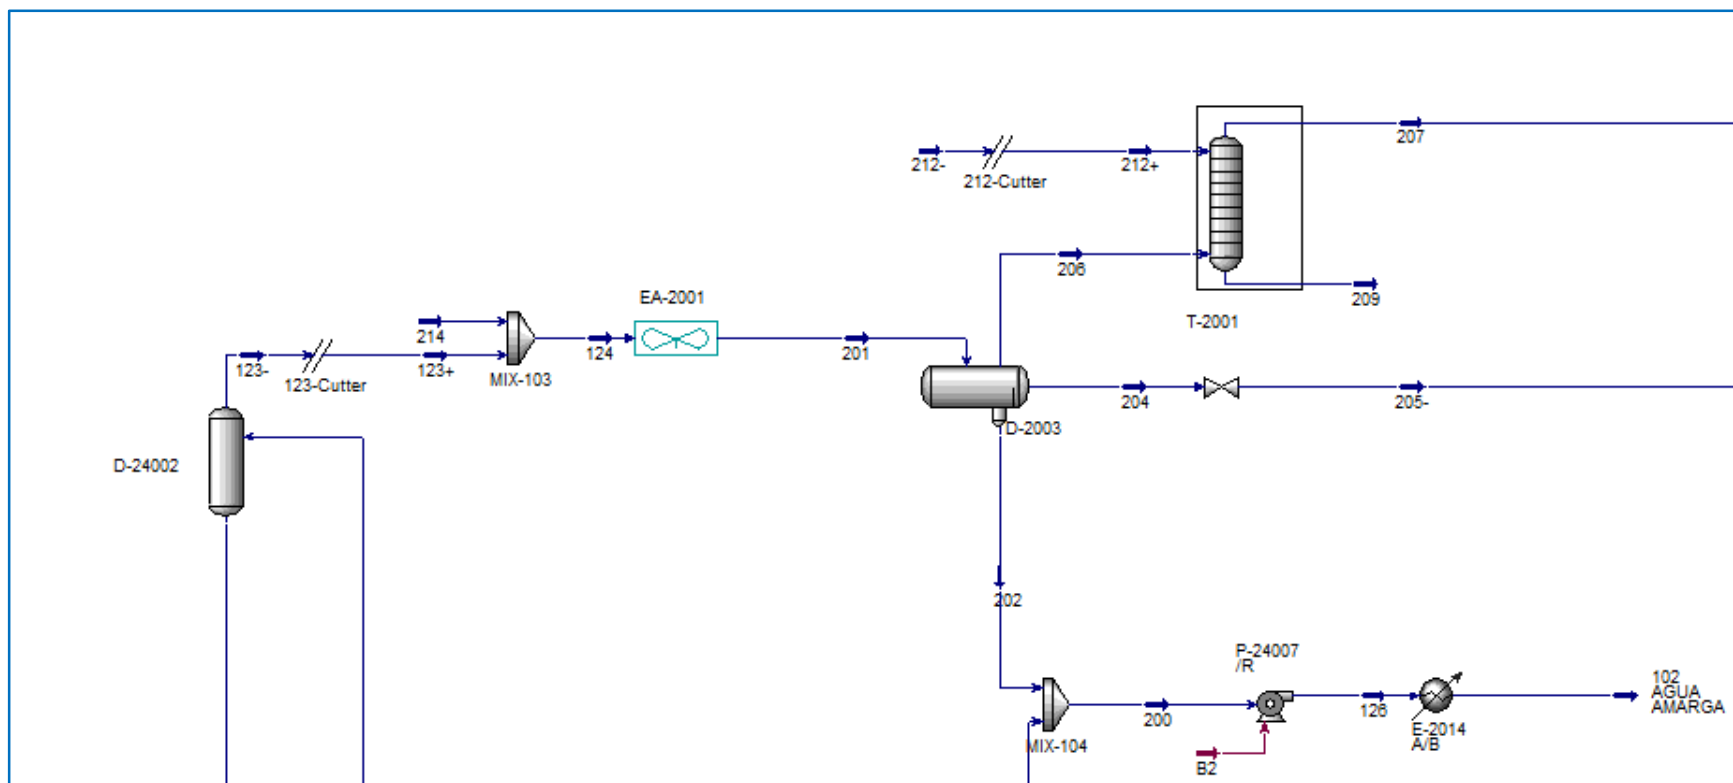 207
212-
212-Cutter
212+
206
209
T-2001
EA-2001
214
123-
123-Cutter
123+
MIX-103
124
201
204
205-
D-2003
D-24002
202
P-24007
/R
102
AGUA
AMARGA
200
126
MIX-104
B2
E-2014
A/B